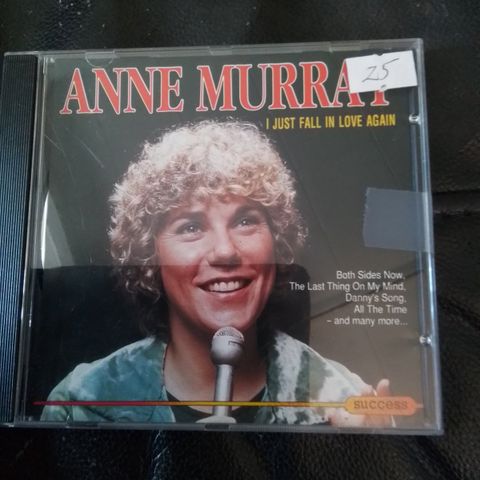 ANNE MURRAY
25
I JUST FALL IN LOVE AGAIN
Both Sides Now,
The Last Thing On My Mind,
Danny's Song,
All The Time
- and many more...
success